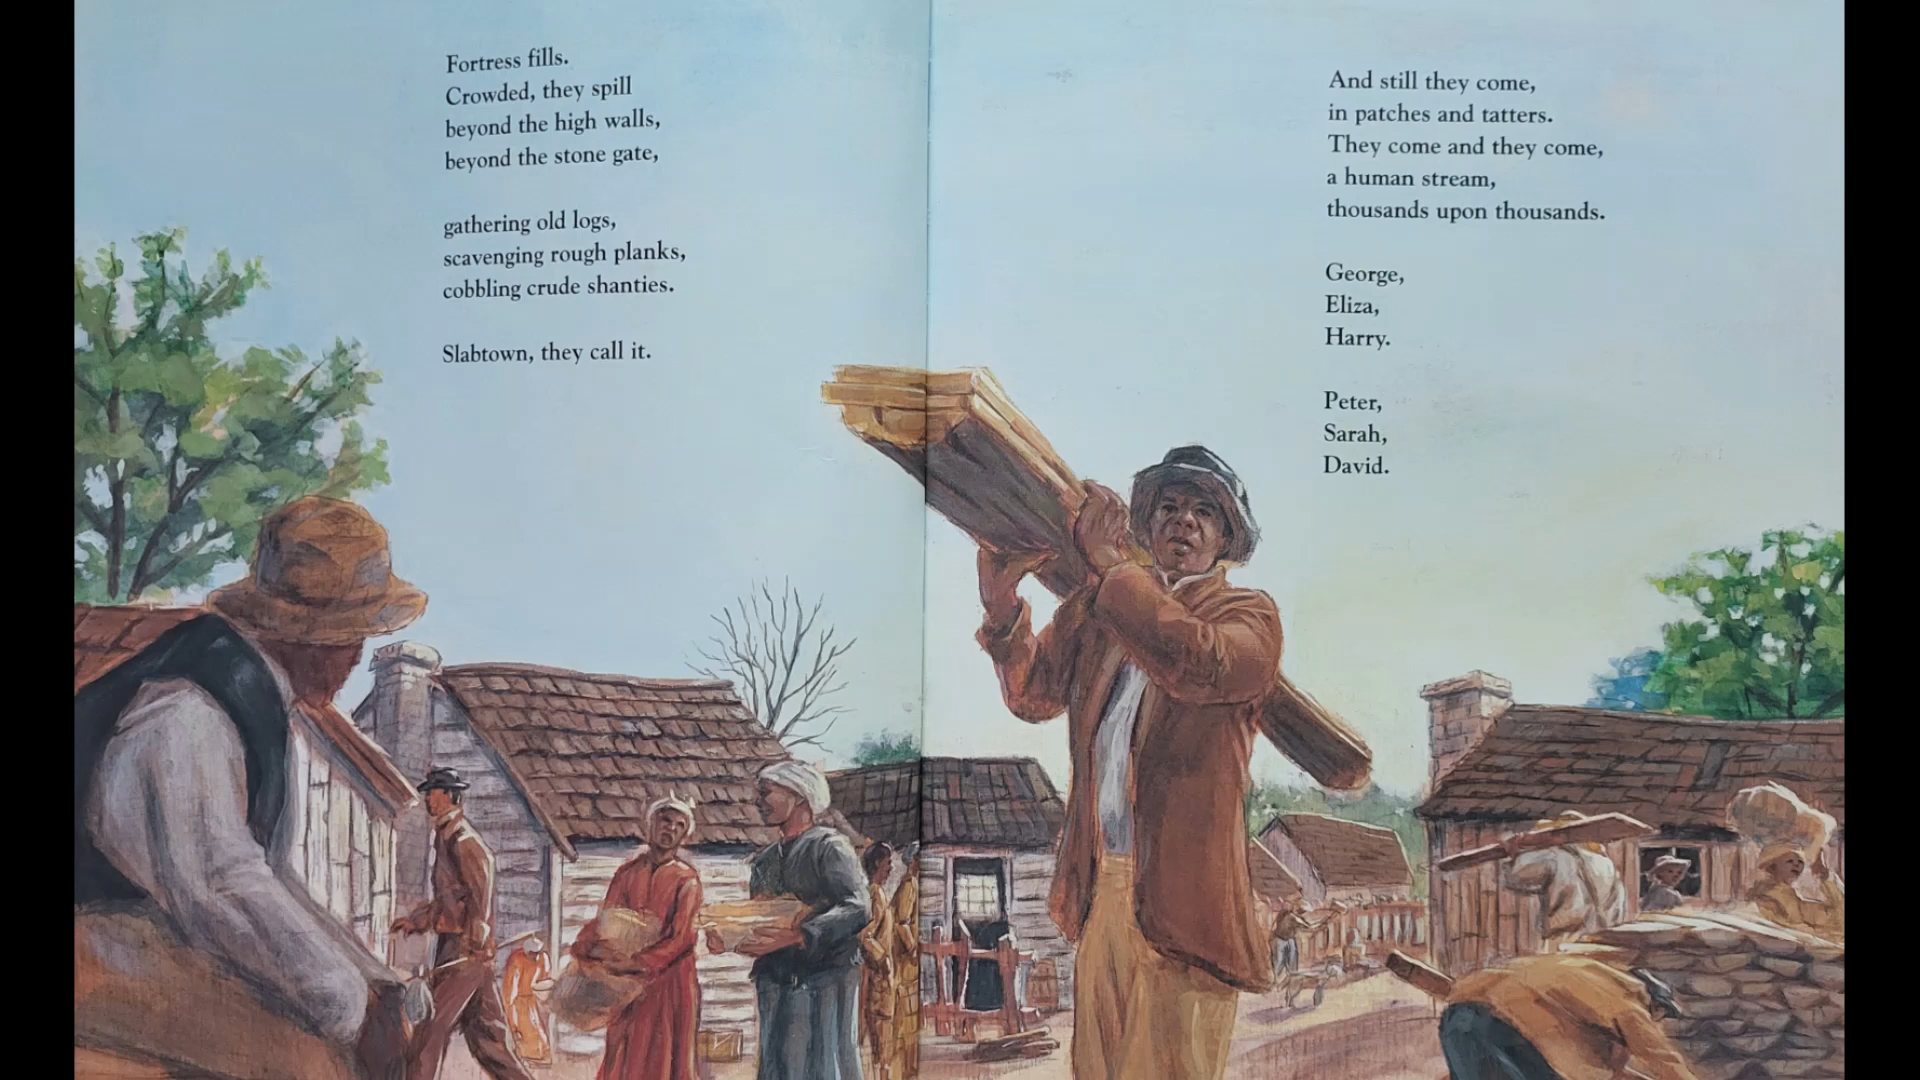 Fortress fills.
Crowded, they spill
beyond the high walls,
beyond the stone gate,
gathering old logs,
scavenging rough planks,
cobbling crude shanties.
Slabtown, they call it.
And still they come,
in patches and tatters.
They come and they come,
a human stream,
thousands upon thousands.
George,
Eliza,
Harry.
Peter,
Sarah,
David.